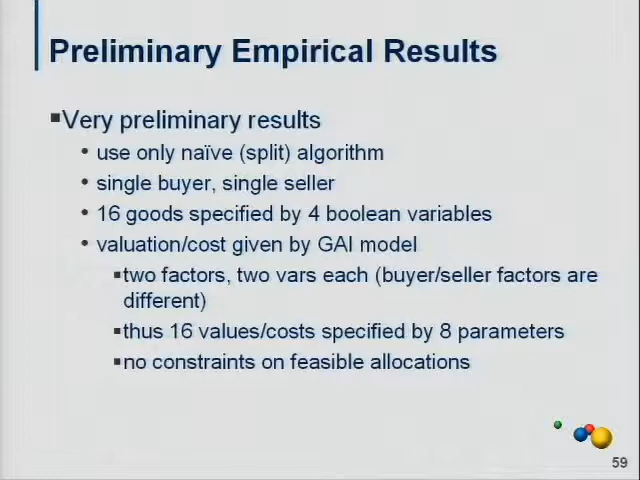 Preliminary Empirical Results
▪Very preliminary results
• use only naïve (split) algorithm
• single buyer, single seller
• 16 goods specified by 4 boolean variables
• valuation/cost given by GAI model
▪two factors, two vars each (buyer/seller factors are
different)
▪thus 16 values/costs specified by 8 parameters
▪no constraints on feasible allocations
59